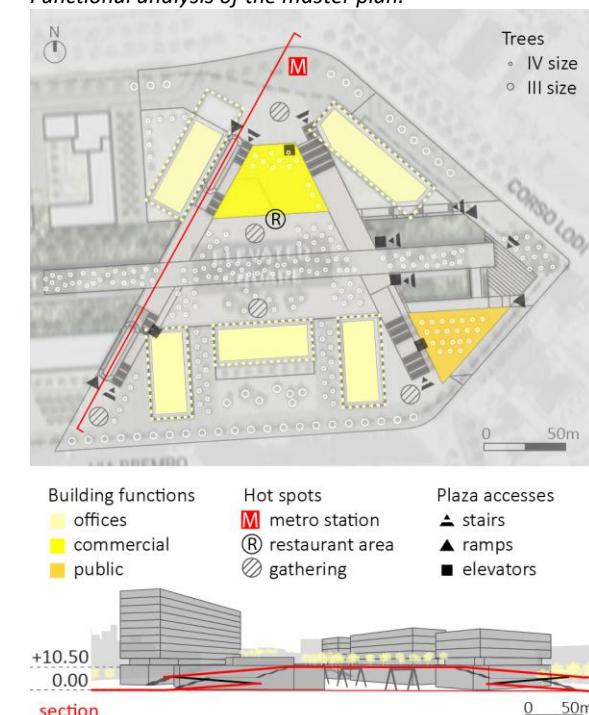 Functional analysis of the master plan.
N
M
Trees
IV size
III size
R
CORSO LODI
0 50m
Building functions
offices
commercial
public
Hot spots
M metro station
R restaurant area
gathering
Plaza accesses
stairs
ramps
elevators
+10.50
0.00
section
0 50m